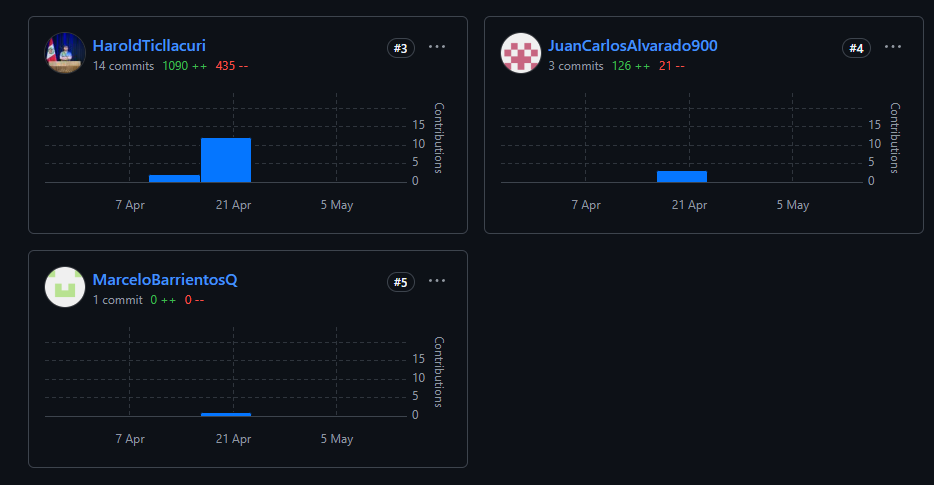 HaroldTicllacuri
#3
14 commits 1090 ++ 435 --
15
10
5
0
Contributions
7 Apr 21 Apr 5 May
JuanCarlosAlvarado900
#4
3 commits 126 ++ 21 --
15
10
5
0
Contributions
7 Apr 21 Apr 5 May
MarceloBarrientosQ
#5
1 commit 0 ++ 0 --
15
10
5
0
Contributions
7 Apr 21 Apr 5 May